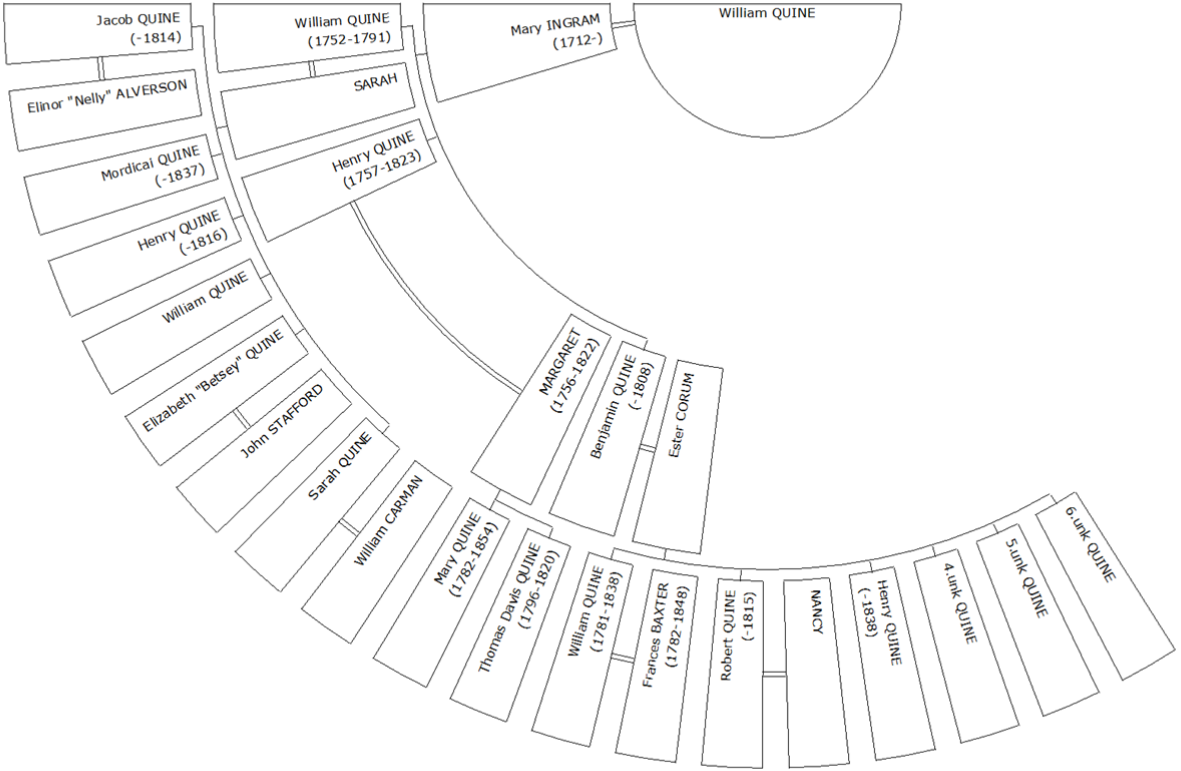 Jacob QUINE
(-1814)
Elinor "Nelly" ALVERSON
Mordicai QUINE
(-1837)
Henry QUINE
(-1816)
William QUINE
Elizabeth "Betsey" QUINE
John STAFFORD
Sarah QUINE
William CARMAN
William QUINE
(1752-1791)
SARAH
Henry QUINE
(1757-1823)
MARGARET
(1756-1822)
Benjamin QUINE
(-1808)
Ester CORUM
Mary INGRAM
(1712-)
William QUINE
Mary QUINE
(1782-1854)
Thomas Davis QUINE
(1796-1820)
William QUINE
(1781-1838)
Frances BAXTER
(1782-1848)
Robert QUINE
(-1815)
NANCY
Henry QUINE
(-1838)
4.unk QUINE
5.unk QUINE
6.unk QUINE